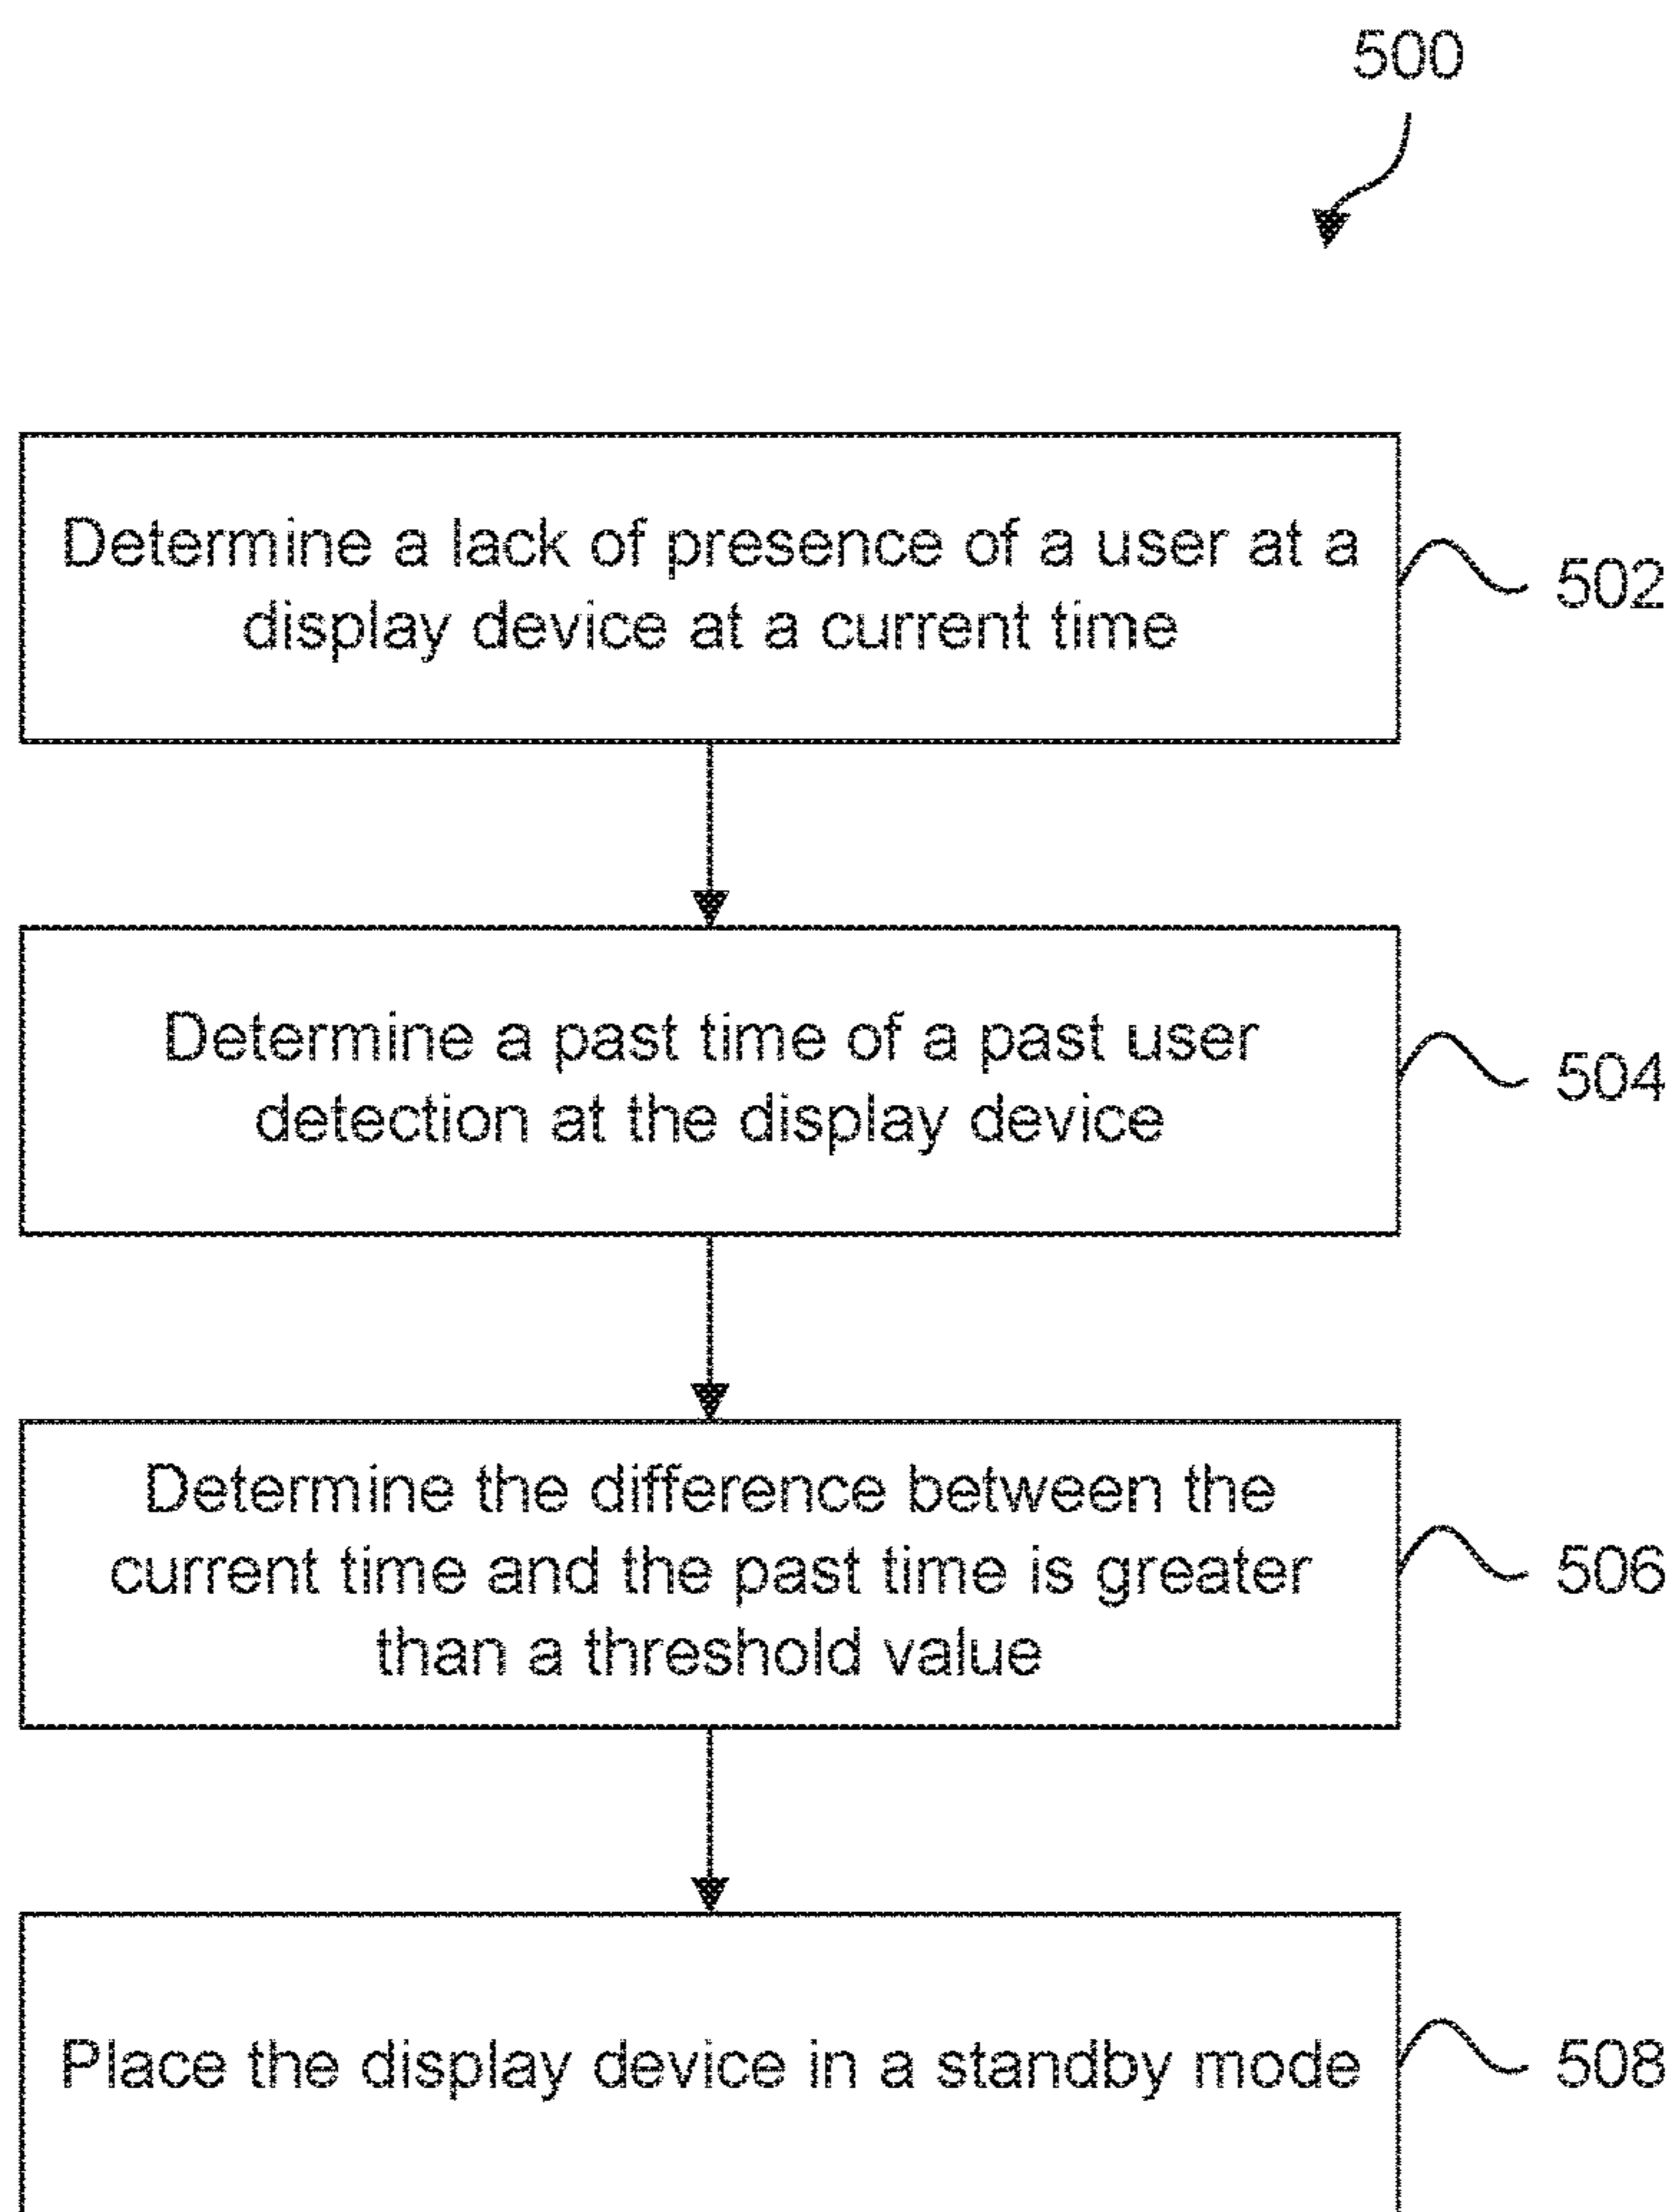 500
Determine a lack of presence of a user at a
display device at a current time
502
Determine a past time of a past user
detection at the display device
504
Determine the difference between the
current time and the past time is greater
than a threshold value
506
Place the display device in a standby mode
508